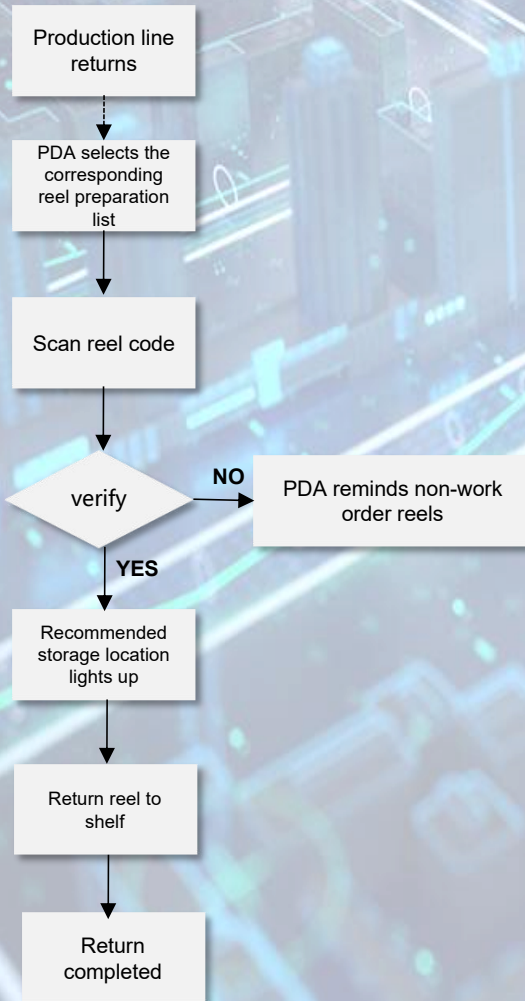 Production line
returns
PDA selects the
corresponding
reel preparation
list
Scan reel code
verify
NO
PDA reminds non-work
order reels
YES
Recommended
storage location
lights up
Return reel to
shelf
Return
completed